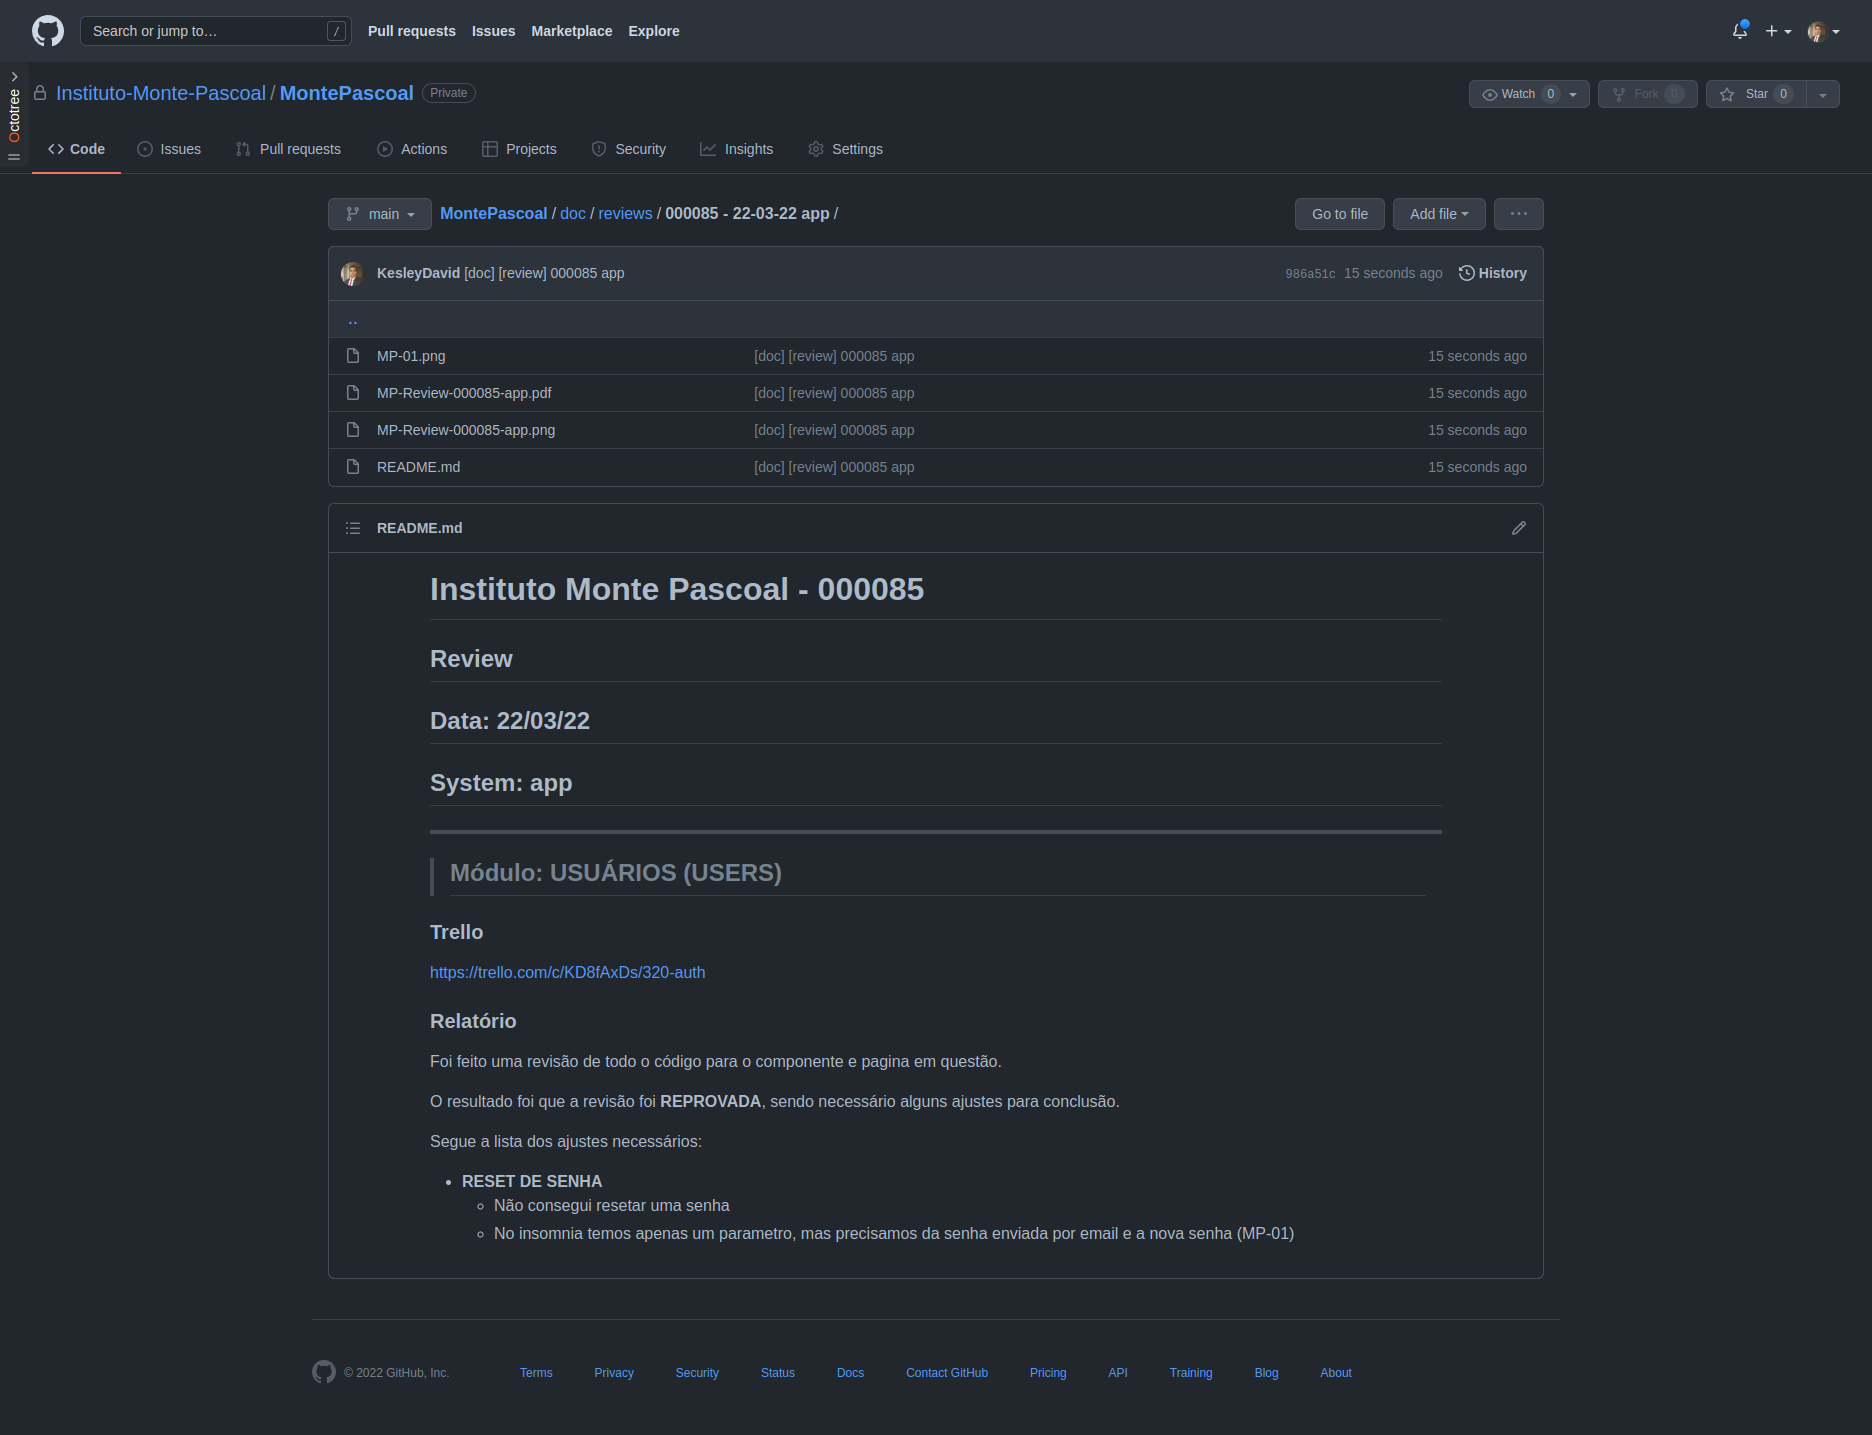 Search or jump to… /
Pull requests Issues Marketplace Explore
Octotree
Instituto-Monte-Pascoal / MontePascoal Private
Watch 0 Fork 0 Star 0
Code Issues Pull requests Actions Projects Security Insights Settings
main MontePascoal / doc / reviews / 000085 - 22-03-22 app /
Go to file Add file ...
KesleyDavid [doc] [review] 000085 app 986a51c 15 seconds ago History
..
MP-01.png [doc] [review] 000085 app 15 seconds ago
MP-Review-000085-app.pdf [doc] [review] 000085 app 15 seconds ago
MP-Review-000085-app.png [doc] [review] 000085 app 15 seconds ago
README.md [doc] [review] 000085 app 15 seconds ago
README.md
Instituto Monte Pascoal - 000085
Review
Data: 22/03/22
System: app
Módulo: USUÁRIOS (USERS)
Trello
https://trello.com/c/KD8fAxDs/320-auth
Relatório
Foi feito uma revisão de todo o código para o componente e pagina em questão.
O resultado foi que a revisão foi REPROVADA, sendo necessário alguns ajustes para conclusão.
Segue a lista dos ajustes necessários:
• RESET DE SENHA
◦ Não consegui resetar uma senha
◦ No insomnia temos apenas um parametro, mas precisamos da senha enviada por email e a nova senha (MP-01)
© 2022 GitHub, Inc. Terms Privacy Security Status Docs Contact GitHub Pricing API Training Blog About